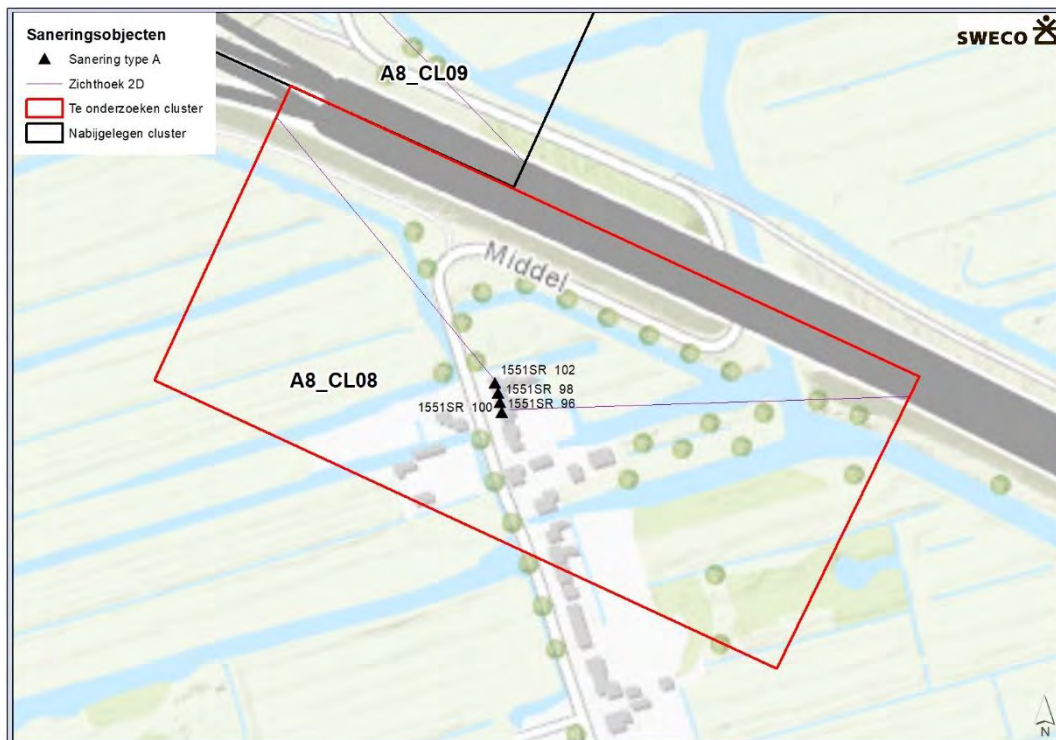 Saneringsobjecten
Sanering type A
Zichthoek 2D
Te onderzoeken cluster
Nabijgelegen cluster
SWECO
A8_CL09
Middel
A8_CL08
1551SR 102
1551SR 98
1551SR 100
1551SR 96
N